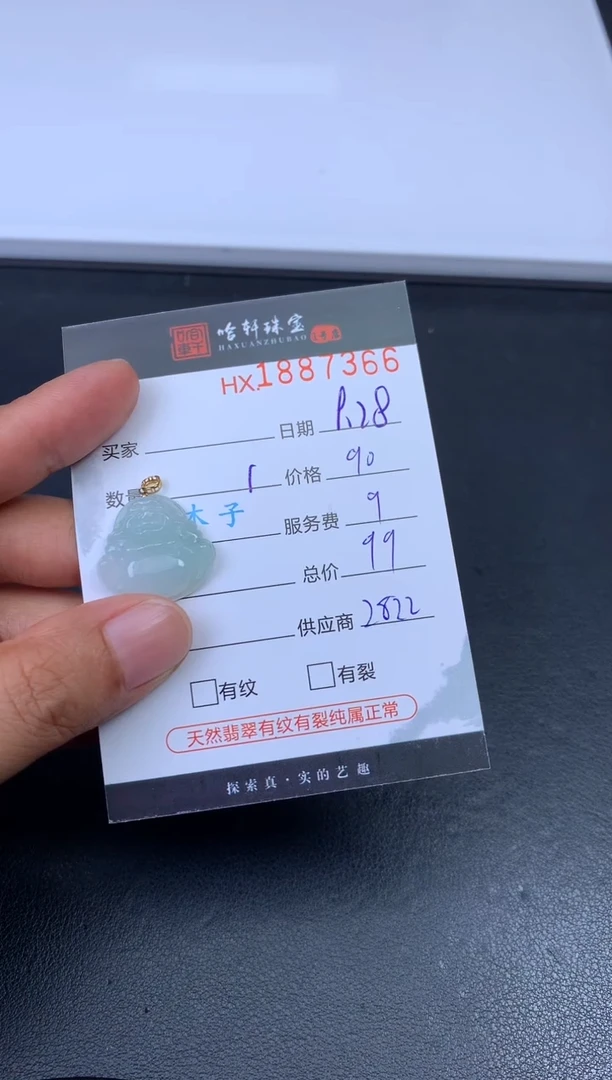 哈轩珠宝
HAXUANZHUBAO
HX.1887366
买家 日期 1.28
数量 1 价格 90
木子 服务费 9
总价 99
供应商 2822
□有纹 □有裂
天然翡翠有纹有裂纯属正常
探索真·实的艺趣